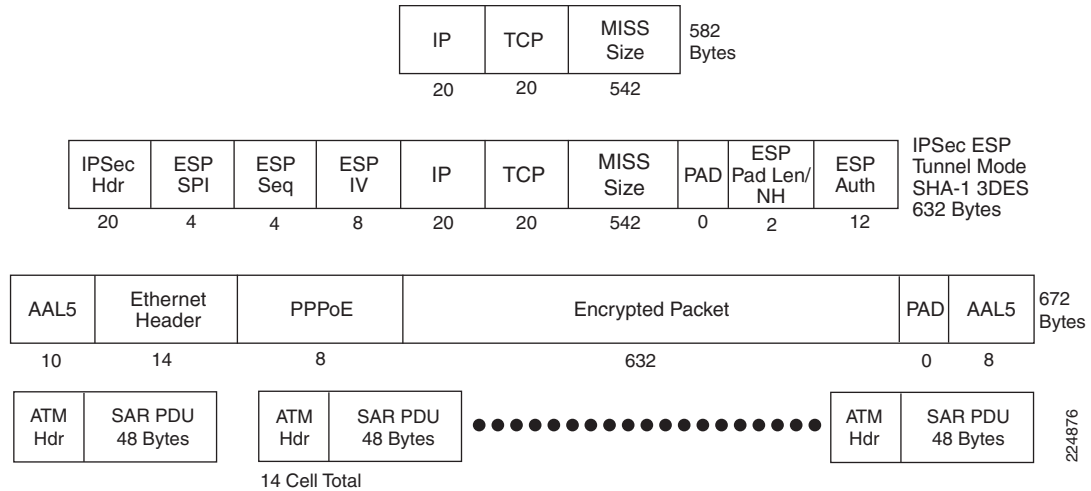 IP
TCP
MISS
Size
582
Bytes
20
20
542
IPSec
Hdr
ESP
SPI
ESP
Seq
ESP
IV
IP
TCP
MISS
Size
PAD
ESP
Pad Len/
NH
ESP
Auth
IPSec ESP
Tunnel Mode
SHA-1 3DES
632 Bytes
20
4
4
8
20
20
542
0
2
12
AAL5
Ethernet
Header
PPPoE
Encrypted Packet
PAD
AAL5
672
Bytes
10
14
8
632
0
8
ATM
Hdr
SAR PDU
48 Bytes
ATM
Hdr
SAR PDU
48 Bytes
ATM
Hdr
SAR PDU
48 Bytes
14 Cell Total
224876